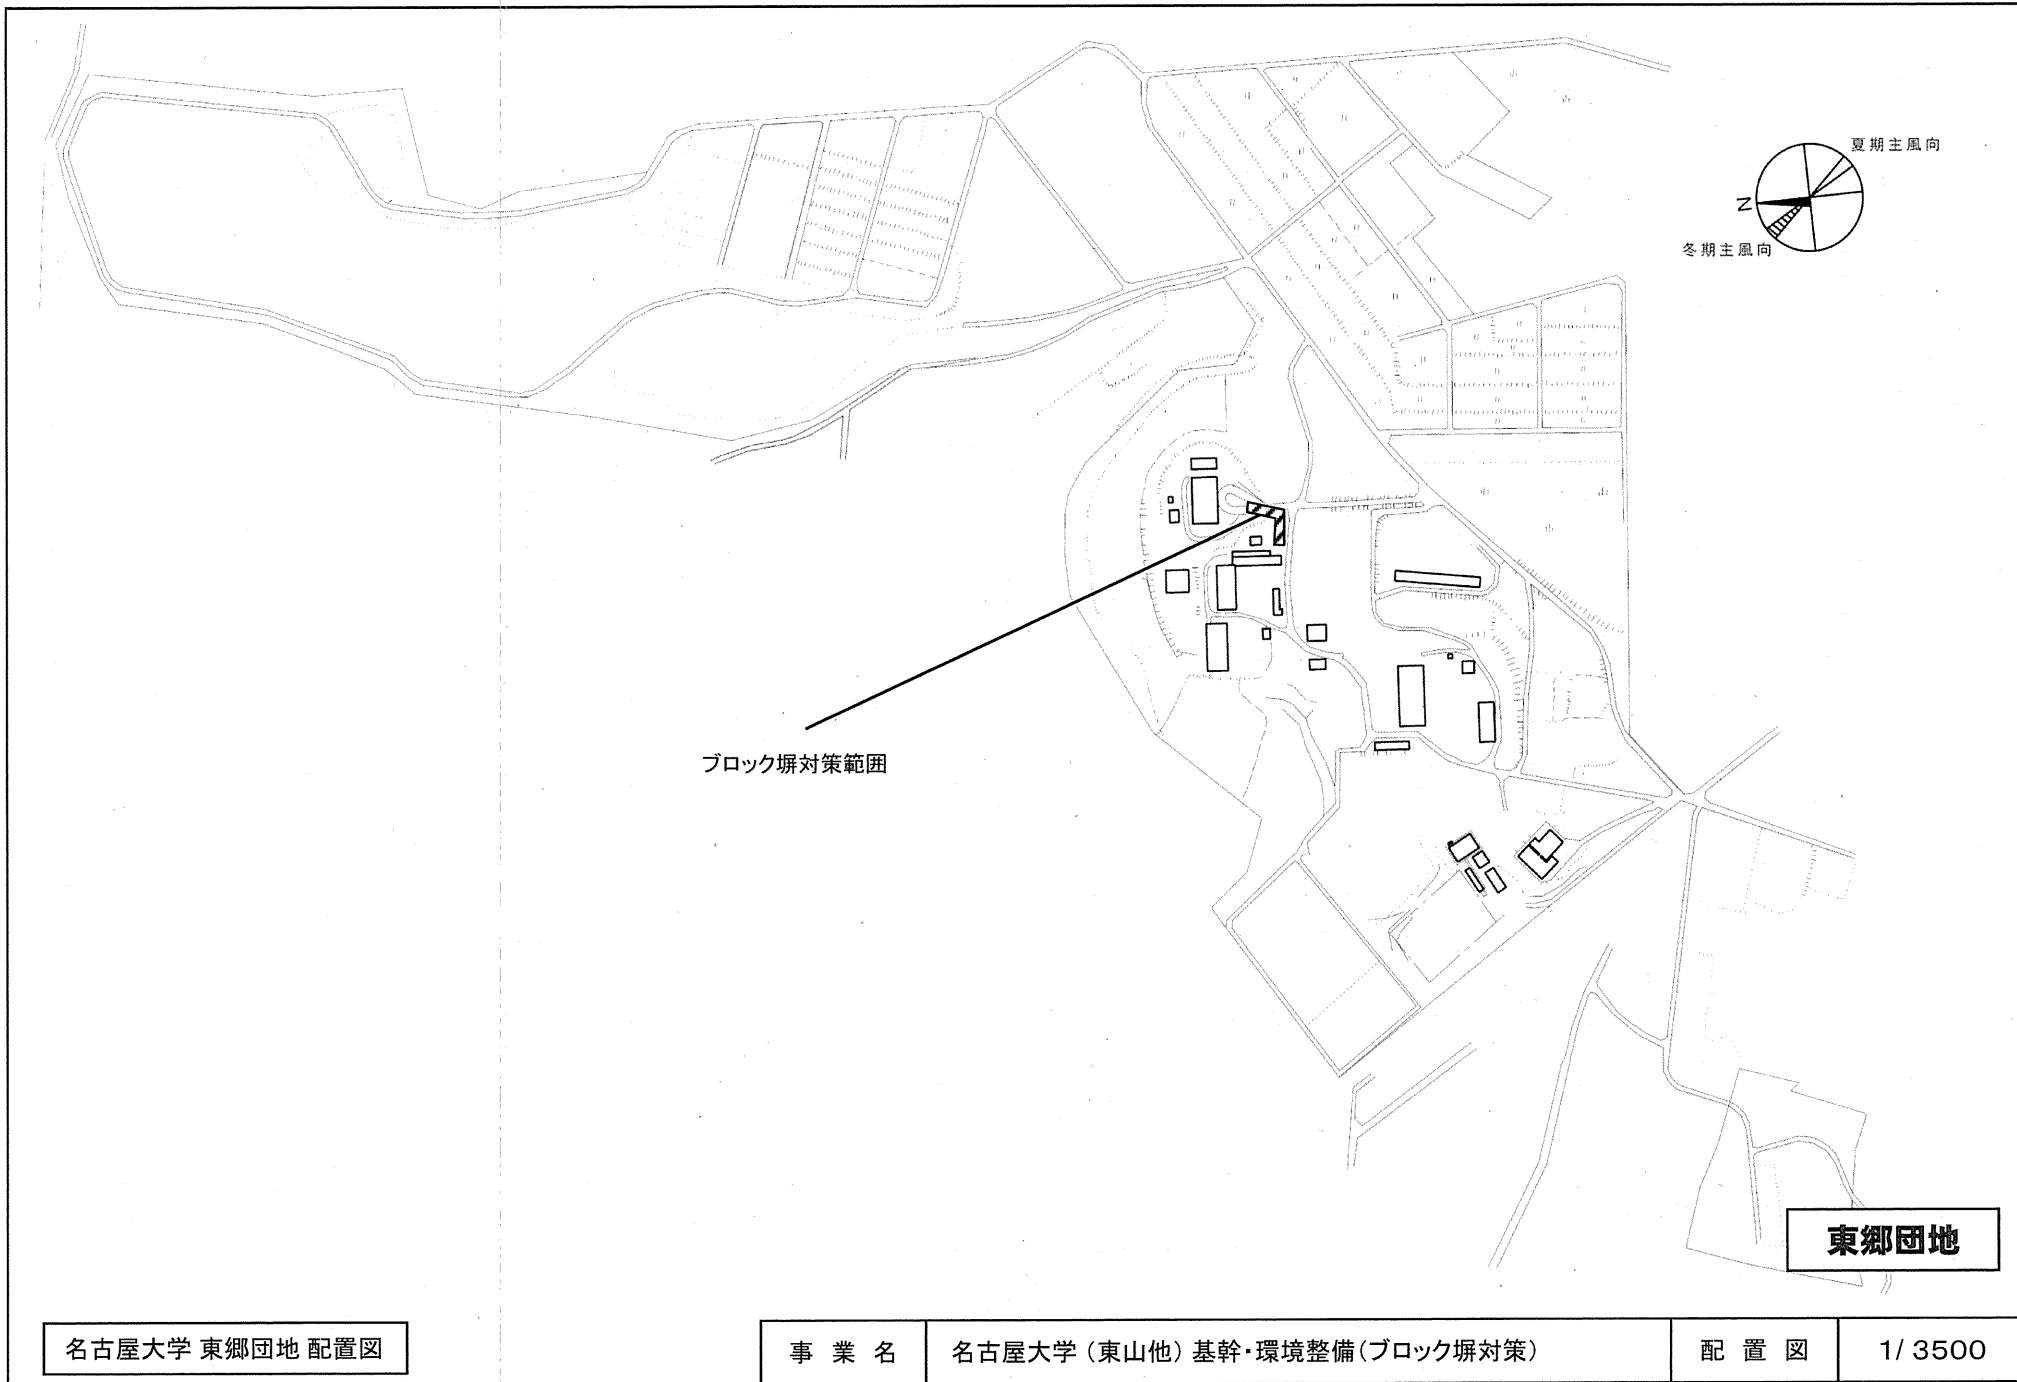 夏期主風向
N
冬期主風向
ブロック塀対策範囲
東郷団地
名古屋大学 東郷団地 配置図
事 業 名
名古屋大学（東山他）基幹・環境整備（ブロック塀対策）
配 置 図
1/ 3500